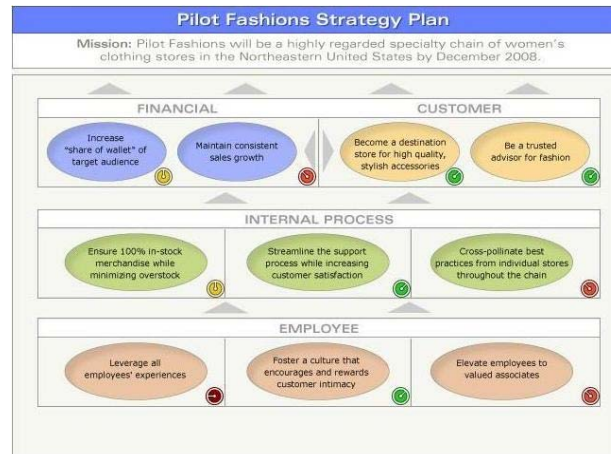 Pilot Fashions Strategy Plan
Mission: Pilot Fashions will be a highly regarded specialty chain of women's
clothing stores in the Northeastern United States by December 2008.
FINANCIAL
CUSTOMER
Increase
"share of wallet" of
target audience
Maintain consistent
sales growth
Become a destination
store for high quality,
stylish accessories
Be a trusted
advisor for fashion
INTERNAL PROCESS
Ensure 100% in-stock
merchandise while
minimizing overstock
Streamline the support
process while increasing
customer satisfaction
Cross-pollinate best
practices from individual stores
throughout the chain
EMPLOYEE
Leverage all
employees' experiences
Foster a culture that
encourages and rewards
customer intimacy
Elevate employees to
valued associates